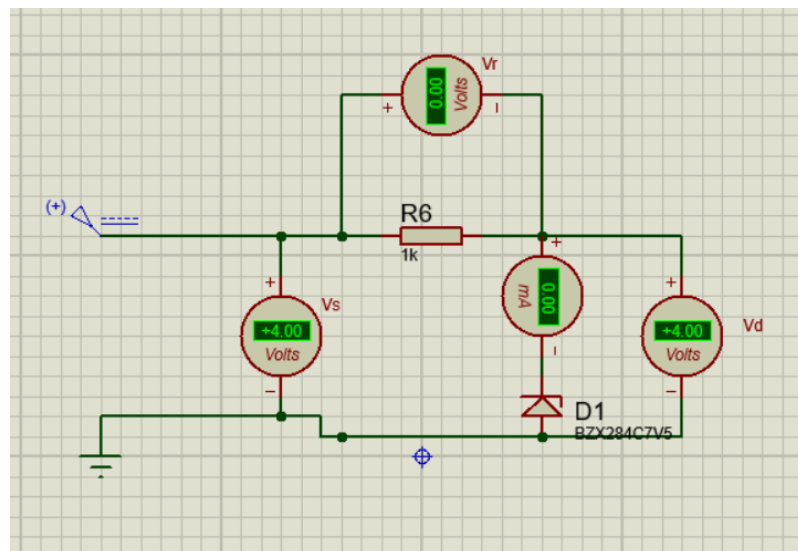 Vr
0.00
Volts
+
−
(+)
R6
1k
+
Vs
+4.00
Volts
−
+
0.00
mA
−
+
Vd
+4.00
Volts
−
D1
BZX284C7V5